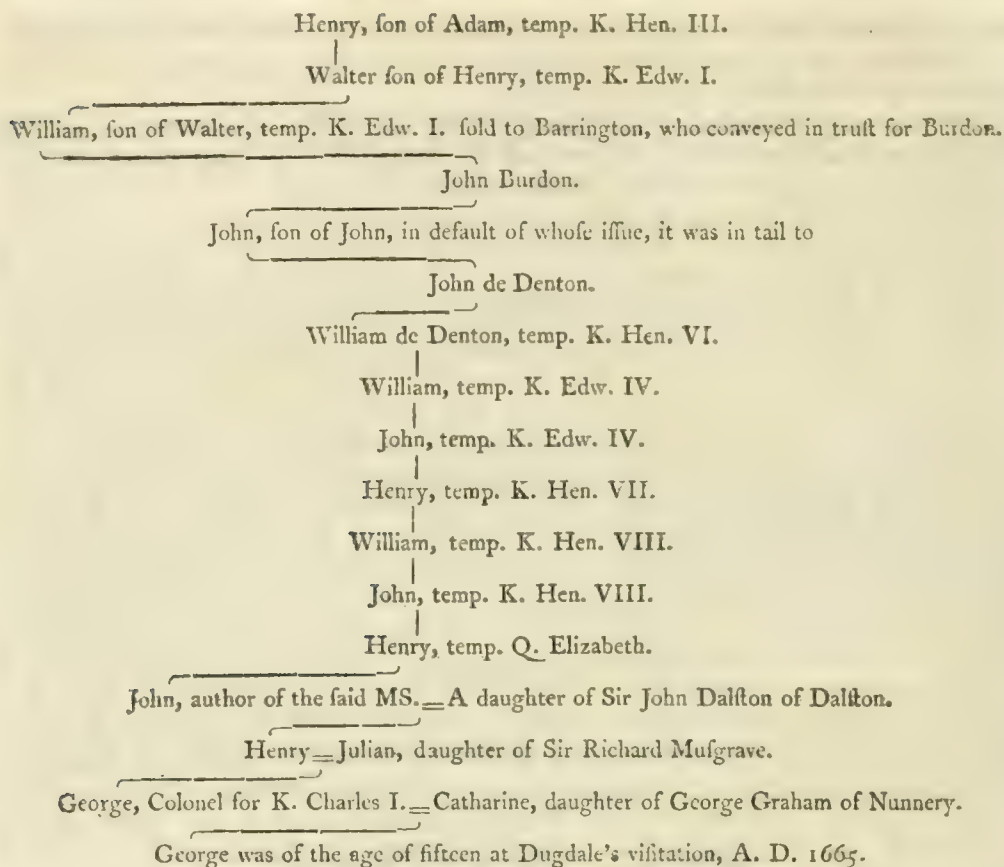 Henry, ſon of Adam, temp. K. Hen. III.
Walter ſon of Henry, temp. K. Edw. I.
William, ſon of Walter, temp. K. Edw. I. ſold to Barrington, who conveyed in truſt for Burdon.
John Burdon.
John, ſon of John, in default of whoſe iſſue, it was in tail to
John de Denton.
William de Denton, temp. K. Hen. VI.
William, temp. K. Edw. IV.
John, temp. K. Edw. IV.
Henry, temp. K. Hen. VII.
William, temp. K. Hen. VIII.
John, temp. K. Hen. VIII.
Henry, temp. Q. Elizabeth.
John, author of the ſaid MS.=A daughter of Sir John Dalſton of Dalſton.
Henry=Julian, daughter of Sir Richard Muſgrave.
George, Colonel for K. Charles I.=Catharine, daughter of George Graham of Nunnery.
George was of the age of fifteen at Dugdale's viſitation, A. D. 1665.